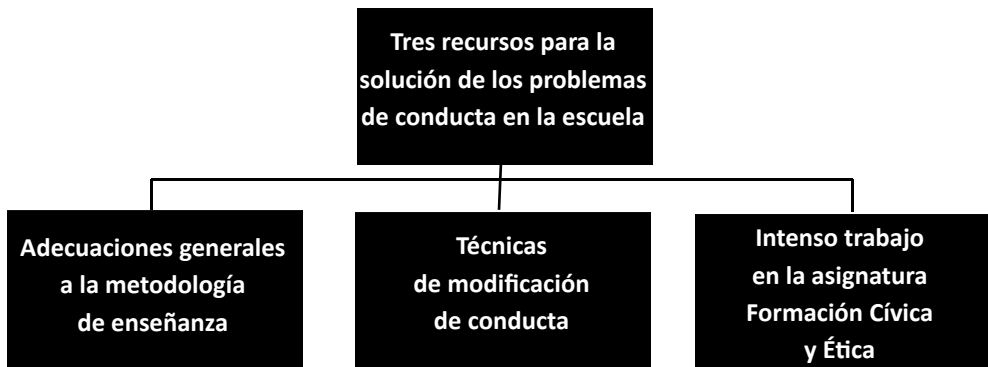 Tres recursos para la
solución de los problemas
de conducta en la escuela
Adecuaciones generales
a la metodología
de enseñanza
Técnicas
de modificación
de conducta
Intenso trabajo
en la asignatura
Formación Cívica
y Ética